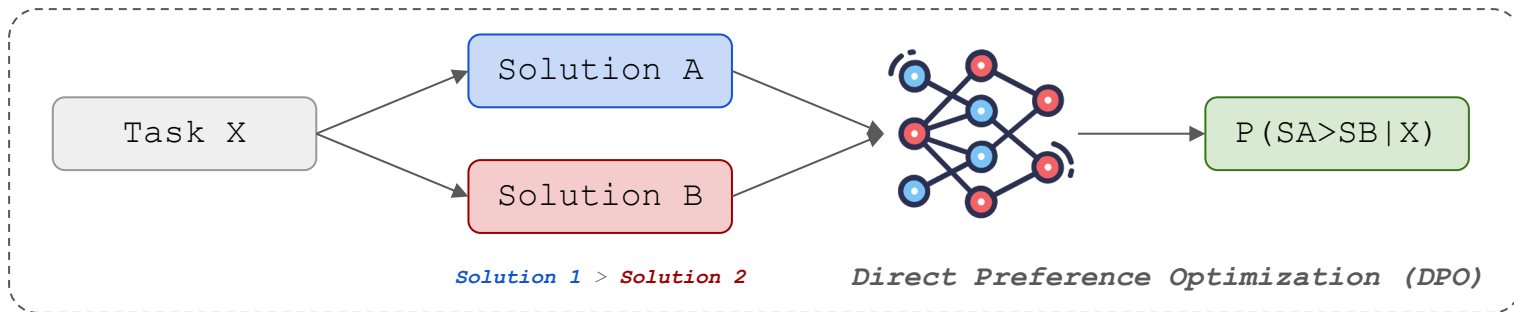 Solution A
Task X
P(SA>SB|X)
Solution B
Solution 1 > Solution 2
Direct Preference Optimization (DPO)